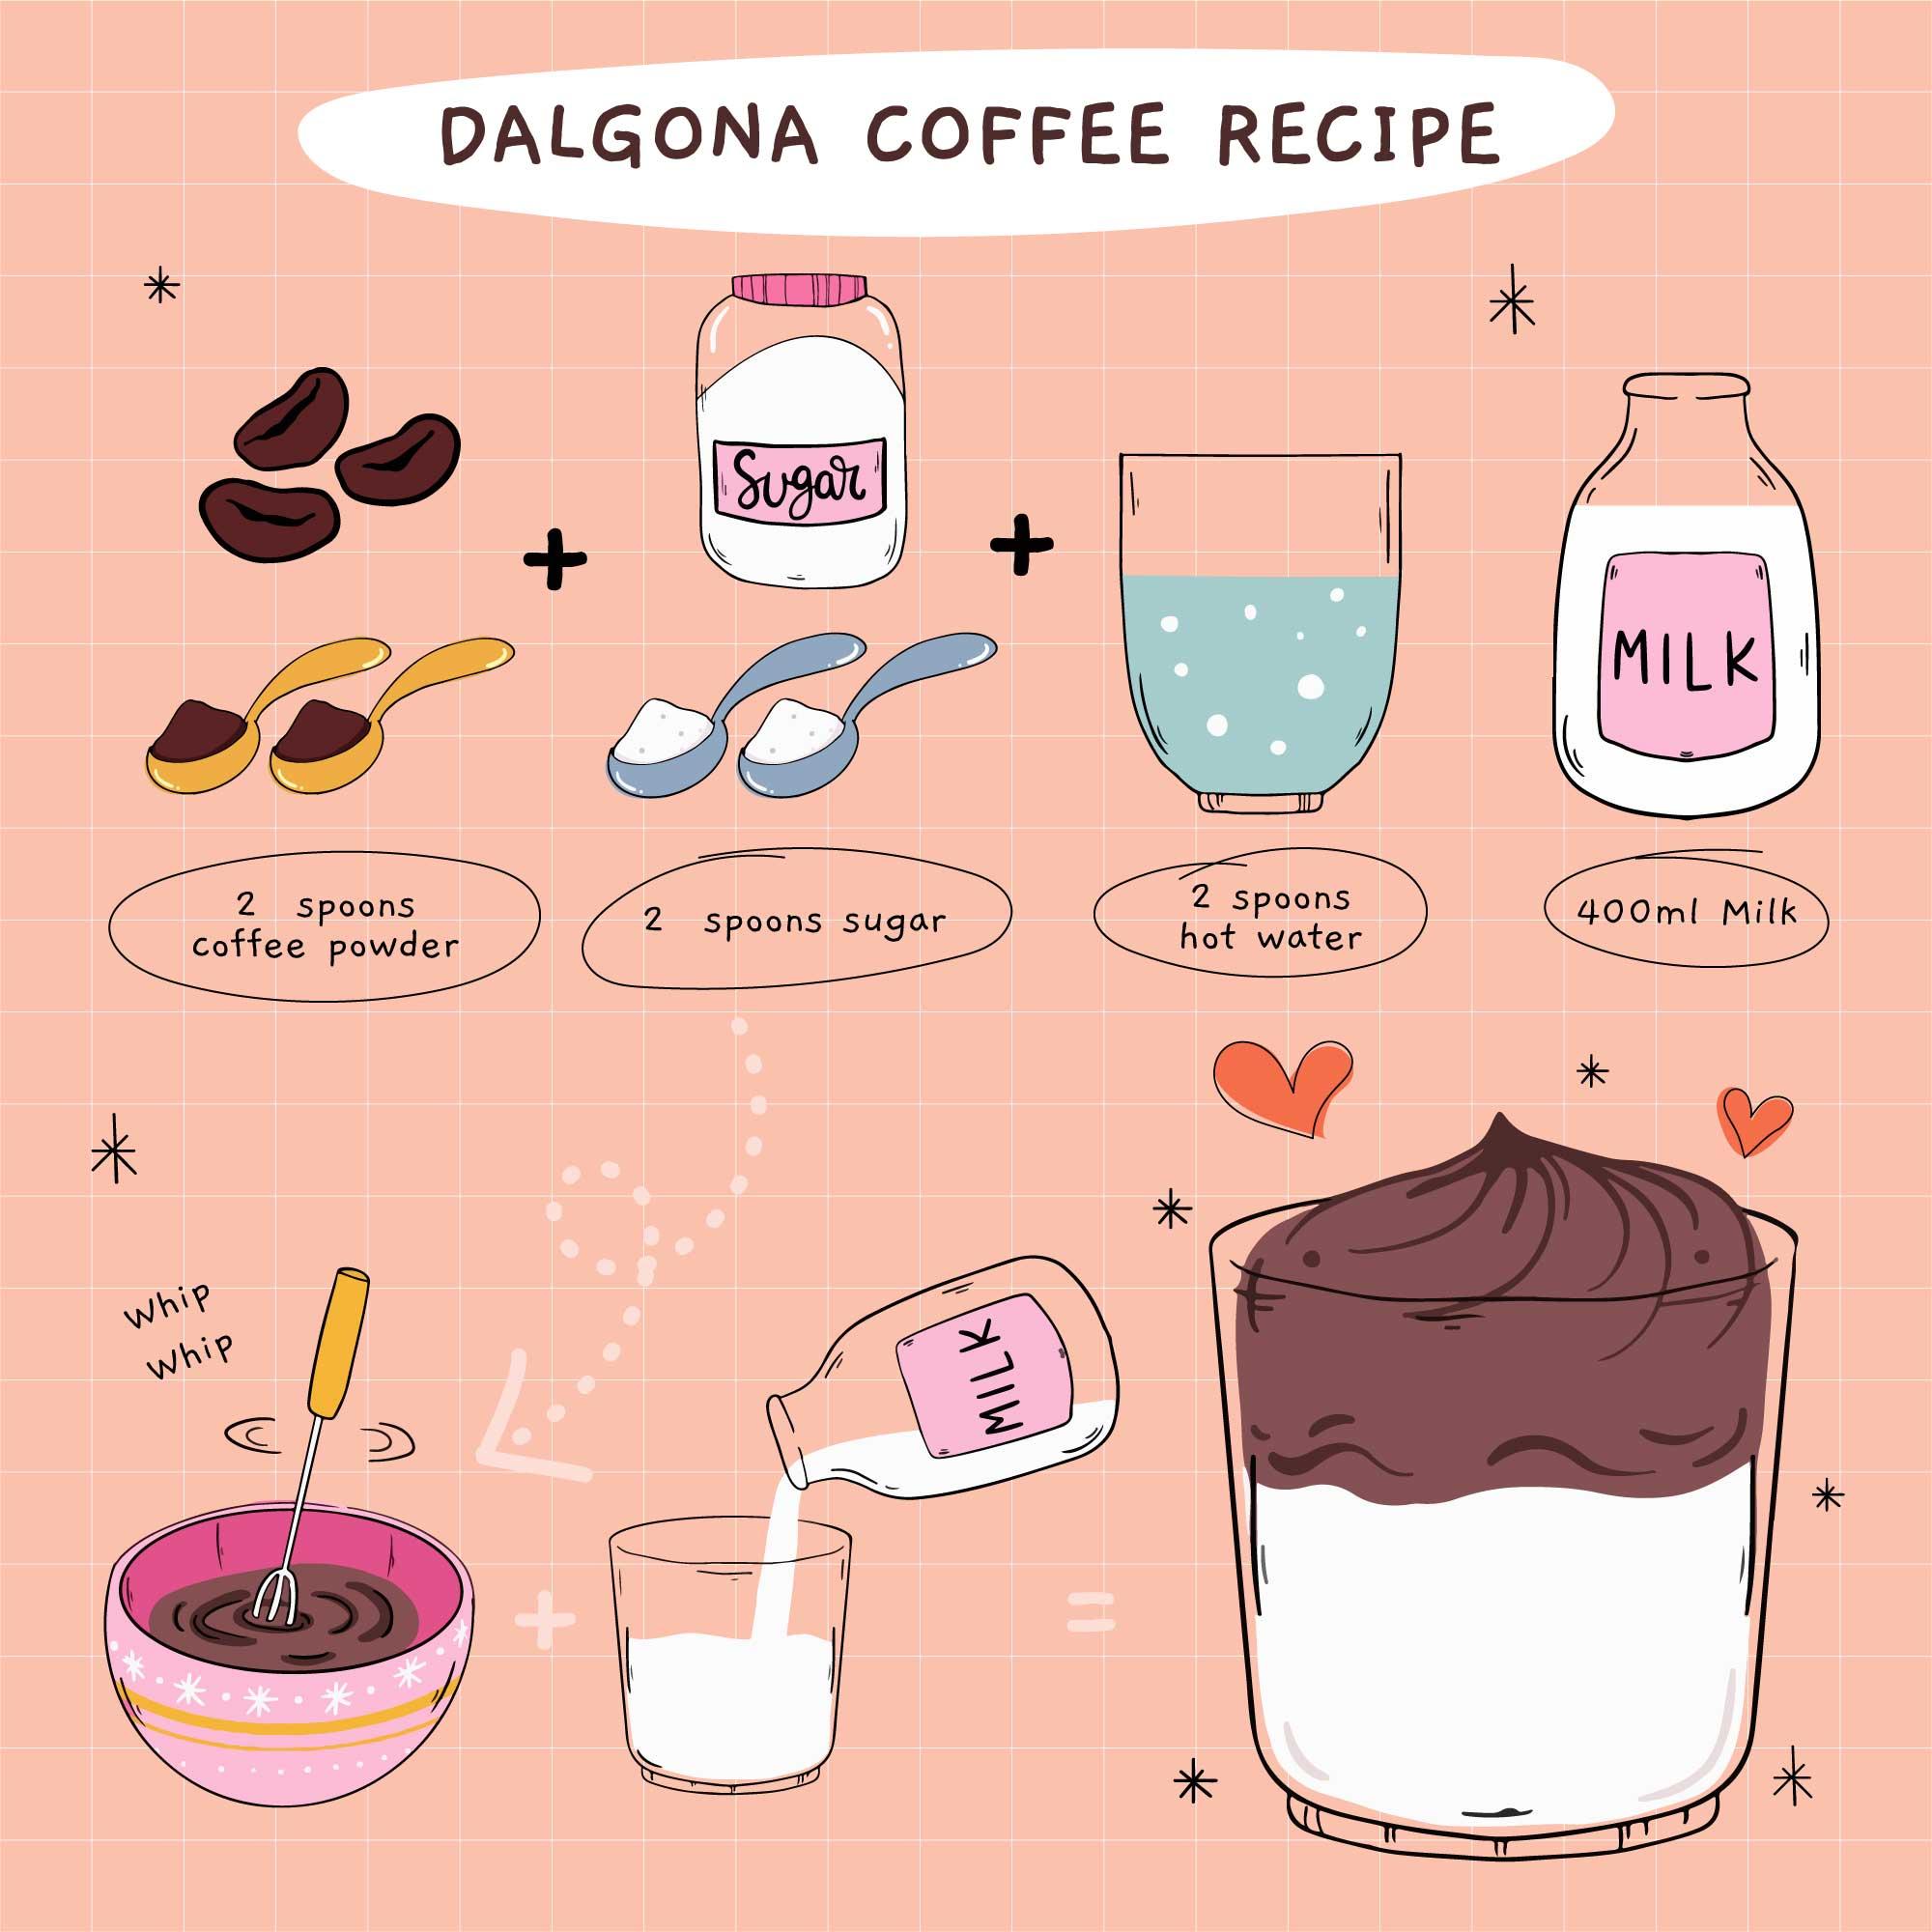 DALGONA COFFEE RECIPE
Sugar
MILK
2 spoons
coffee powder
2 spoons sugar
2 spoons
hot water
400ml Milk
whip
whip
MILK